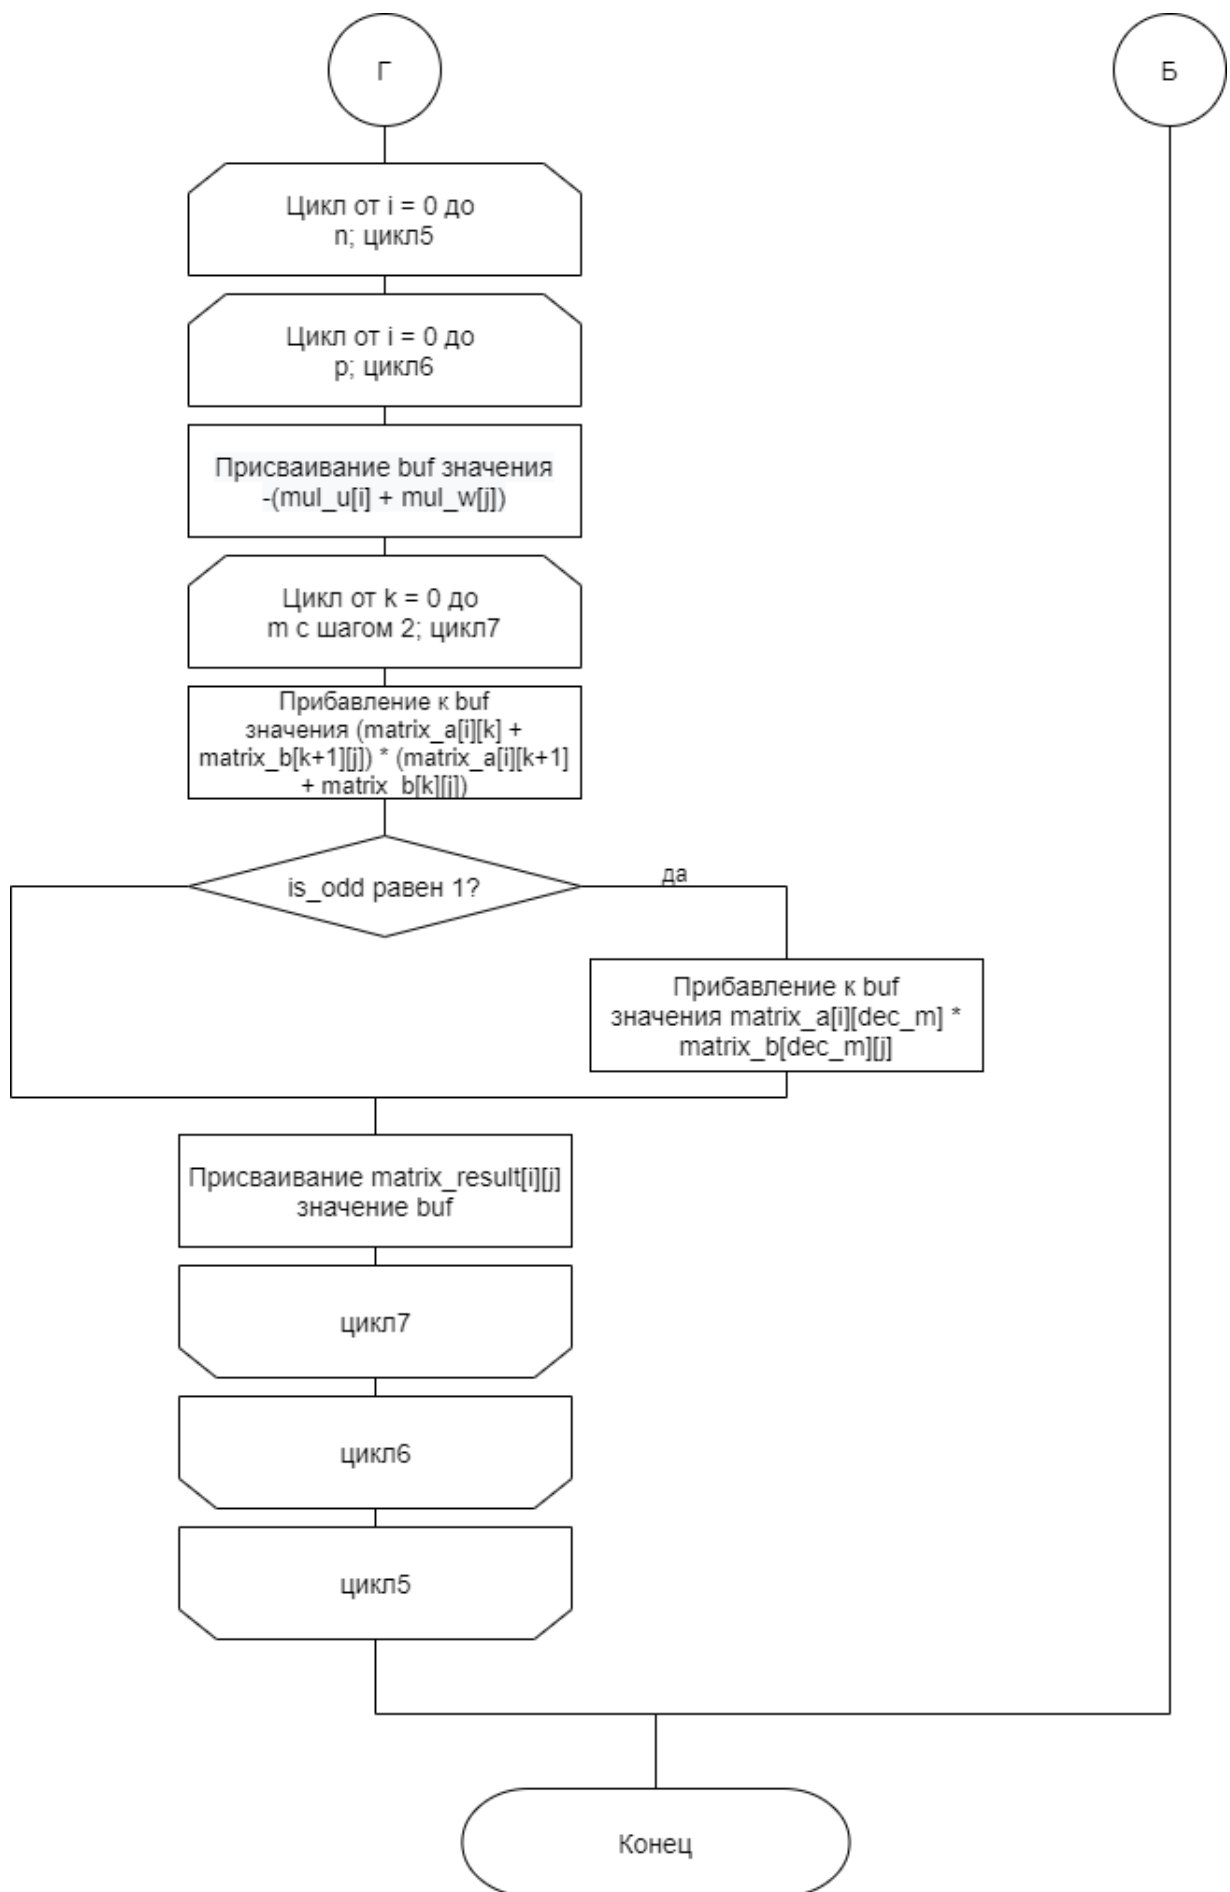 Г
Б
Цикл от i = 0 до
n; цикл5
Цикл от i = 0 до
p; цикл6
Присваивание buf значения
-(mul_u[i] + mul_w[j])
Цикл от k = 0 до
m с шагом 2; цикл7
Прибавление к buf
значения (matrix_a[i][k] +
matrix_b[k+1][j]) * (matrix_a[i][k+1]
+ matrix_b[k][j])
is_odd равен 1?
да
Прибавление к buf
значения matrix_a[i][dec_m] *
matrix_b[dec_m][j]
Присваивание matrix_result[i][j]
значение buf
цикл7
цикл6
цикл5
Конец